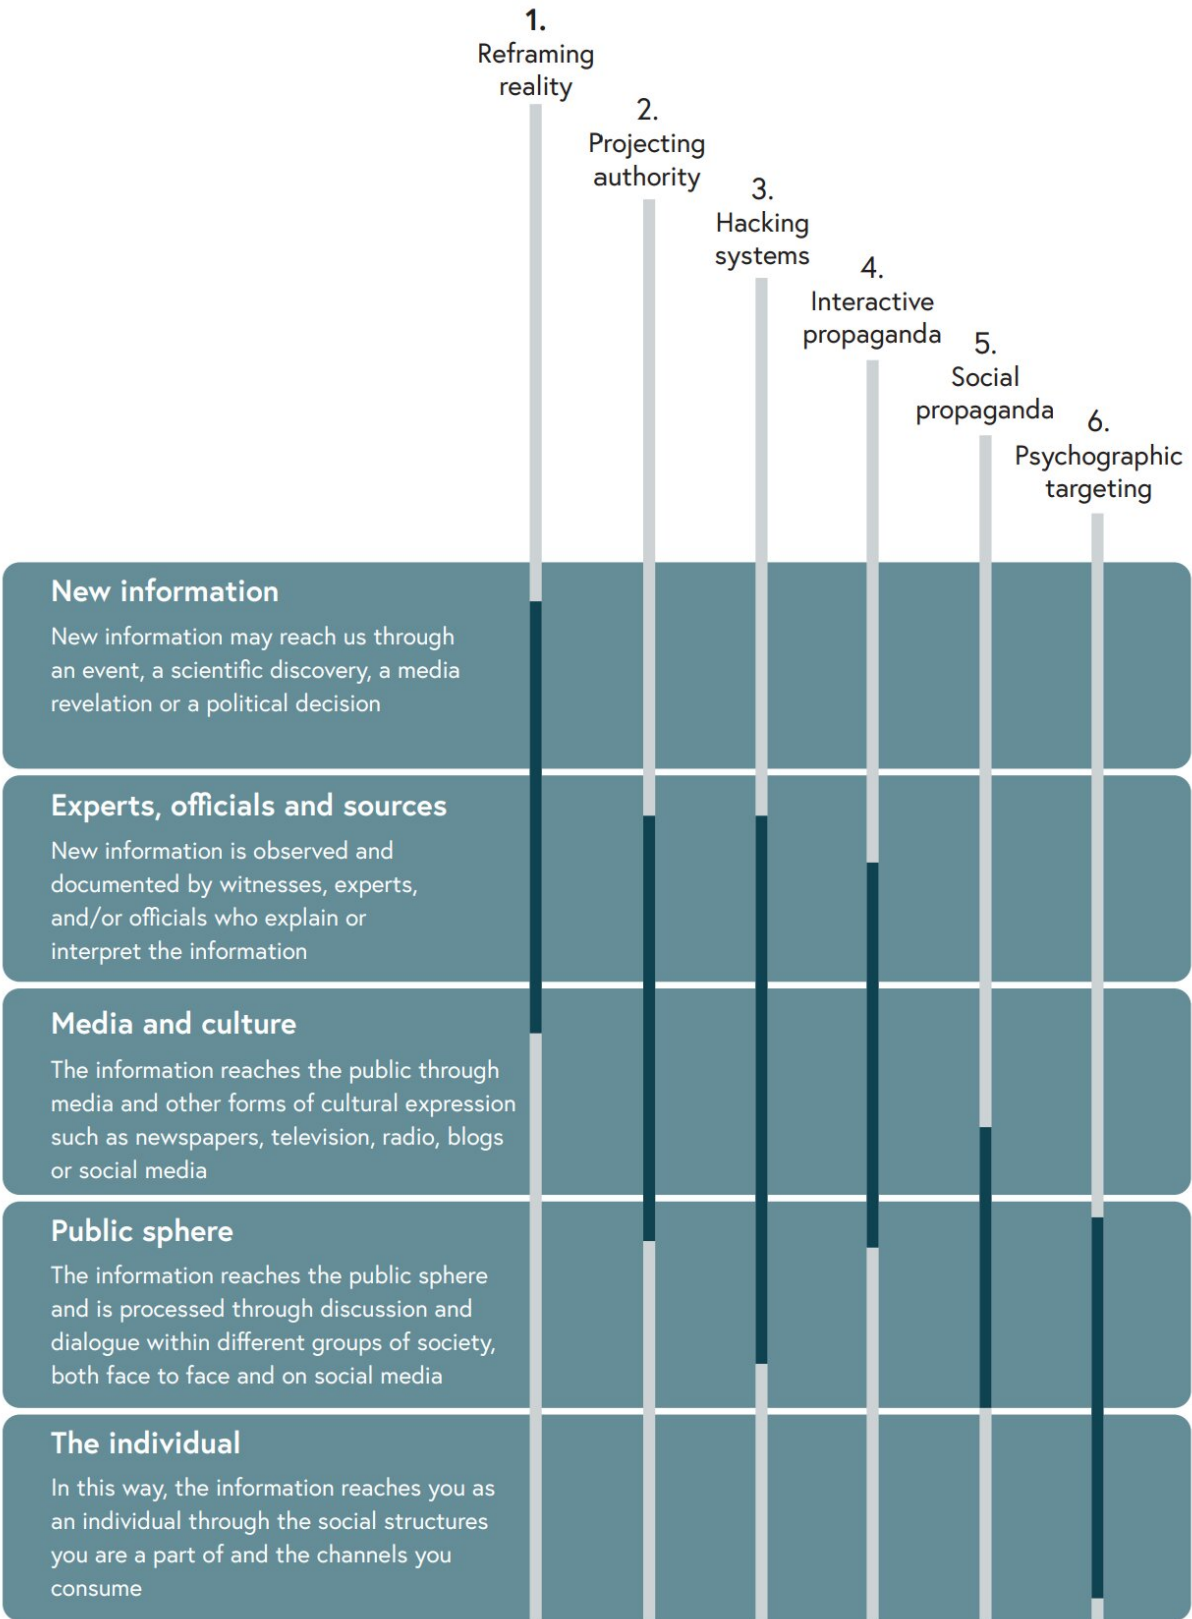 1.
Reframing
reality
2.
Projecting
authority
3.
Hacking
systems
4.
Interactive
propaganda
5.
Social
propaganda
6.
Psychographic
targeting
New information
New information may reach us through
an event, a scientific discovery, a media
revelation or a political decision
Experts, officials and sources
New information is observed and
documented by witnesses, experts,
and/or officials who explain or
interpret the information
Media and culture
The information reaches the public through
media and other forms of cultural expression
such as newspapers, television, radio, blogs
or social media
Public sphere
The information reaches the public sphere
and is processed through discussion and
dialogue within different groups of society,
both face to face and on social media
The individual
In this way, the information reaches you as
an individual through the social structures
you are a part of and the channels you
consume